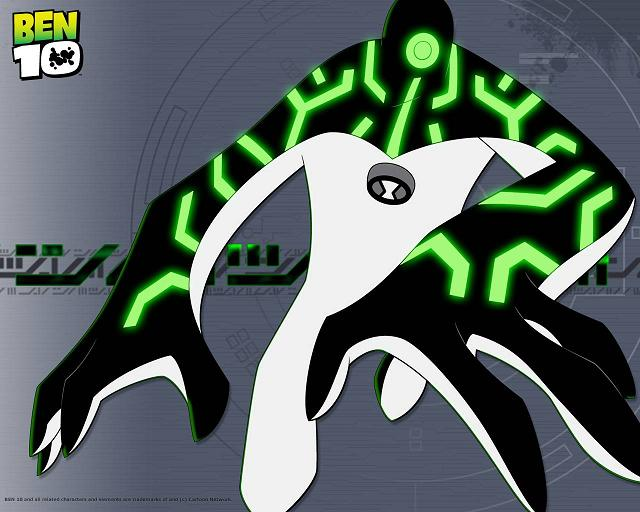 BEN
10
BEN 10 and all related characters and elements are trademarks of and (c) Cartoon Network.